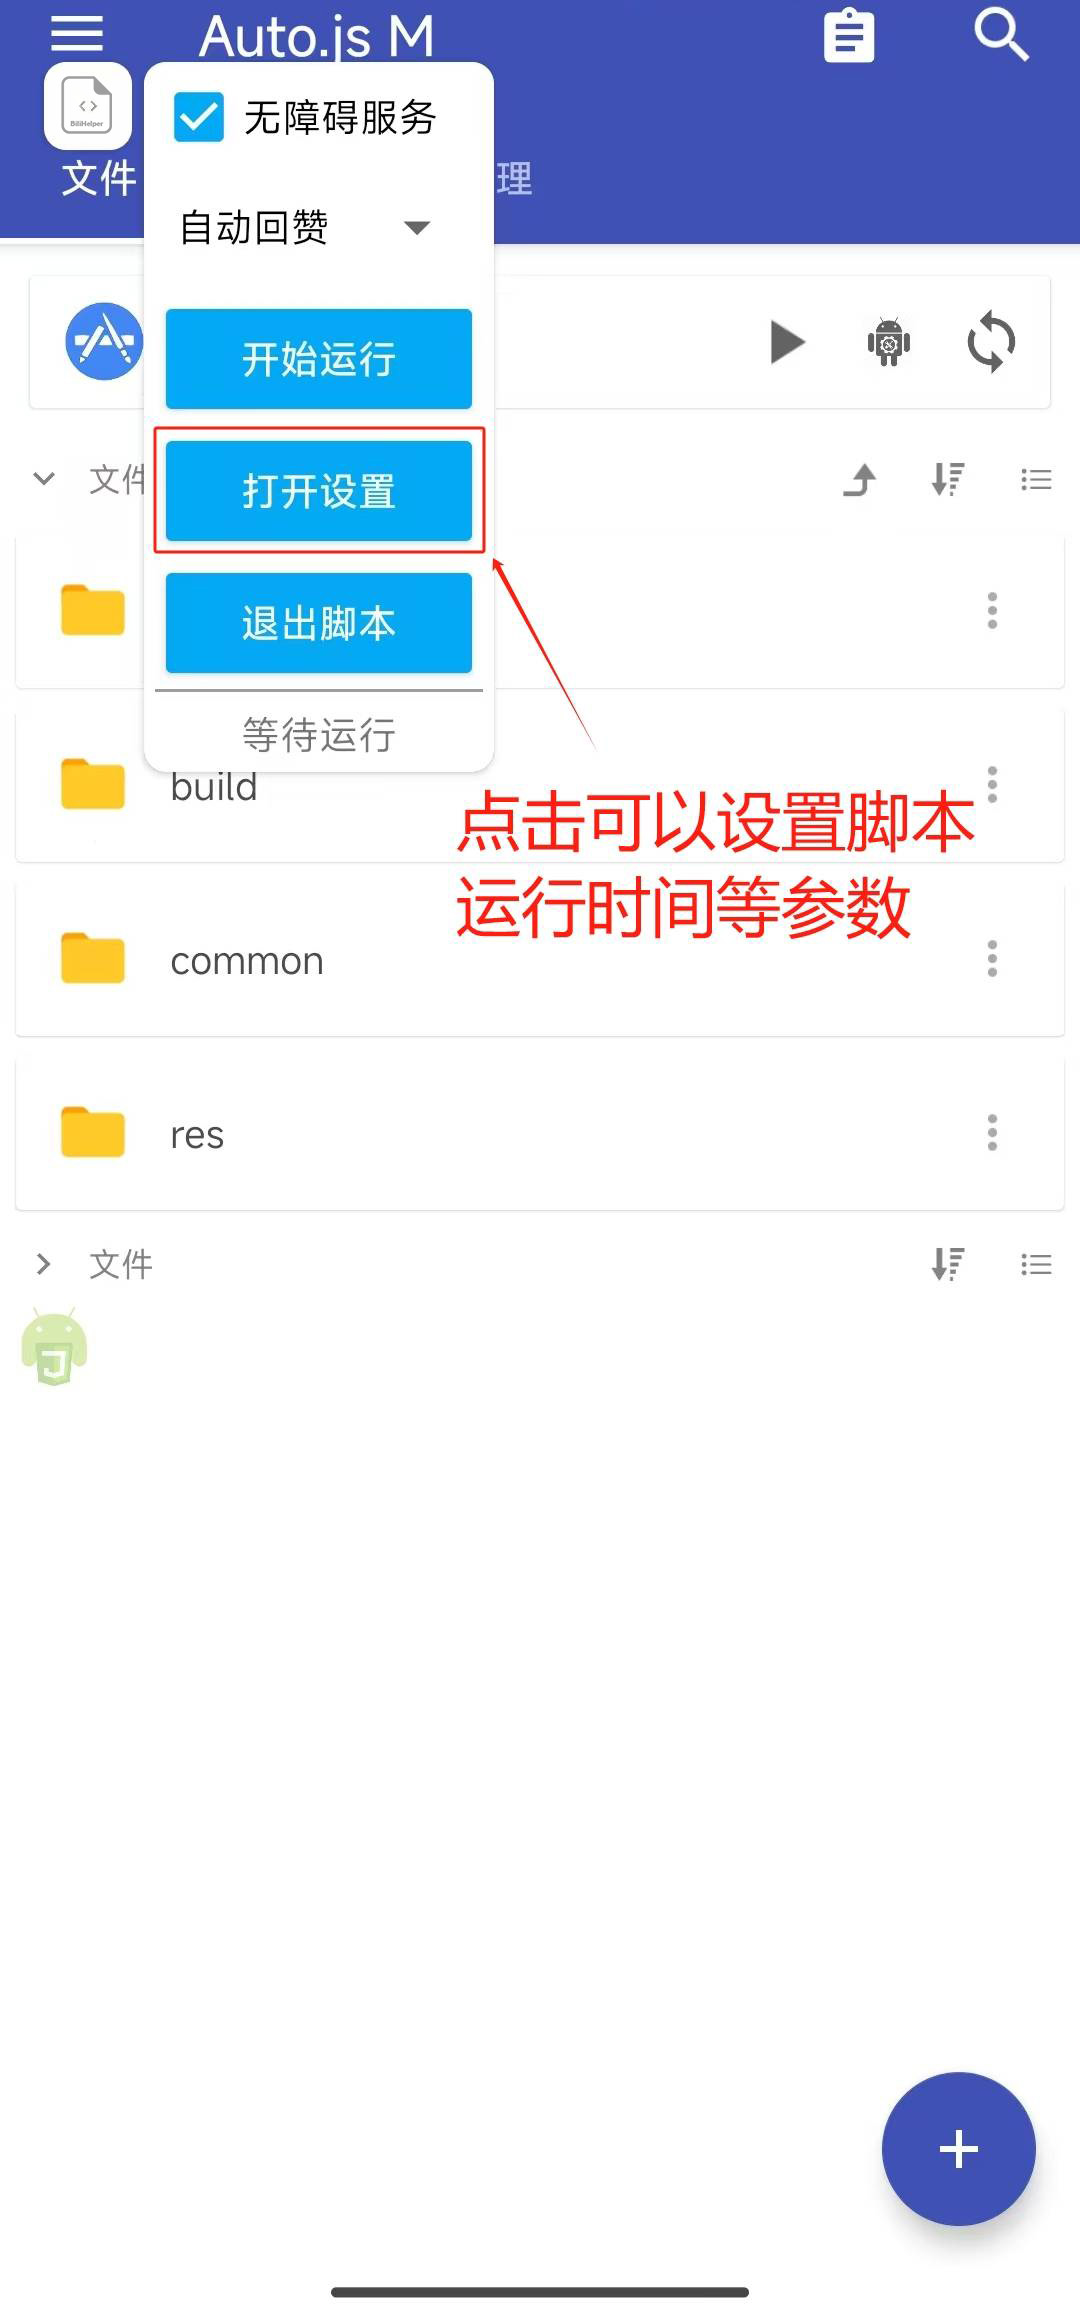 Auto.js M
BiliHelper
无障碍服务
文件
理
自动回赞
开始运行
文件
打开设置
退出脚本
等待运行
build
点击可以设置脚本
运行时间等参数
common
res
文件